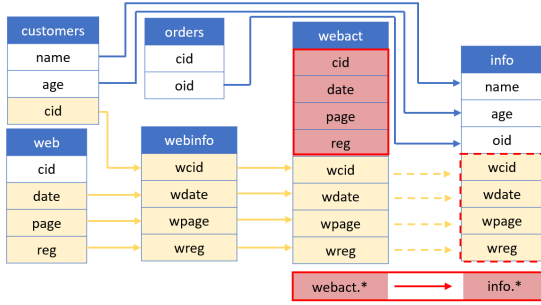 customers
name
age
cid
orders
cid
oid
webact
cid
date
page
reg
wcid
wdate
wpage
wreg
info
name
age
oid
wcid
wdate
wpage
wreg
web
cid
date
page
reg
webinfo
wcid
wdate
wpage
wreg
webact.*
info.*